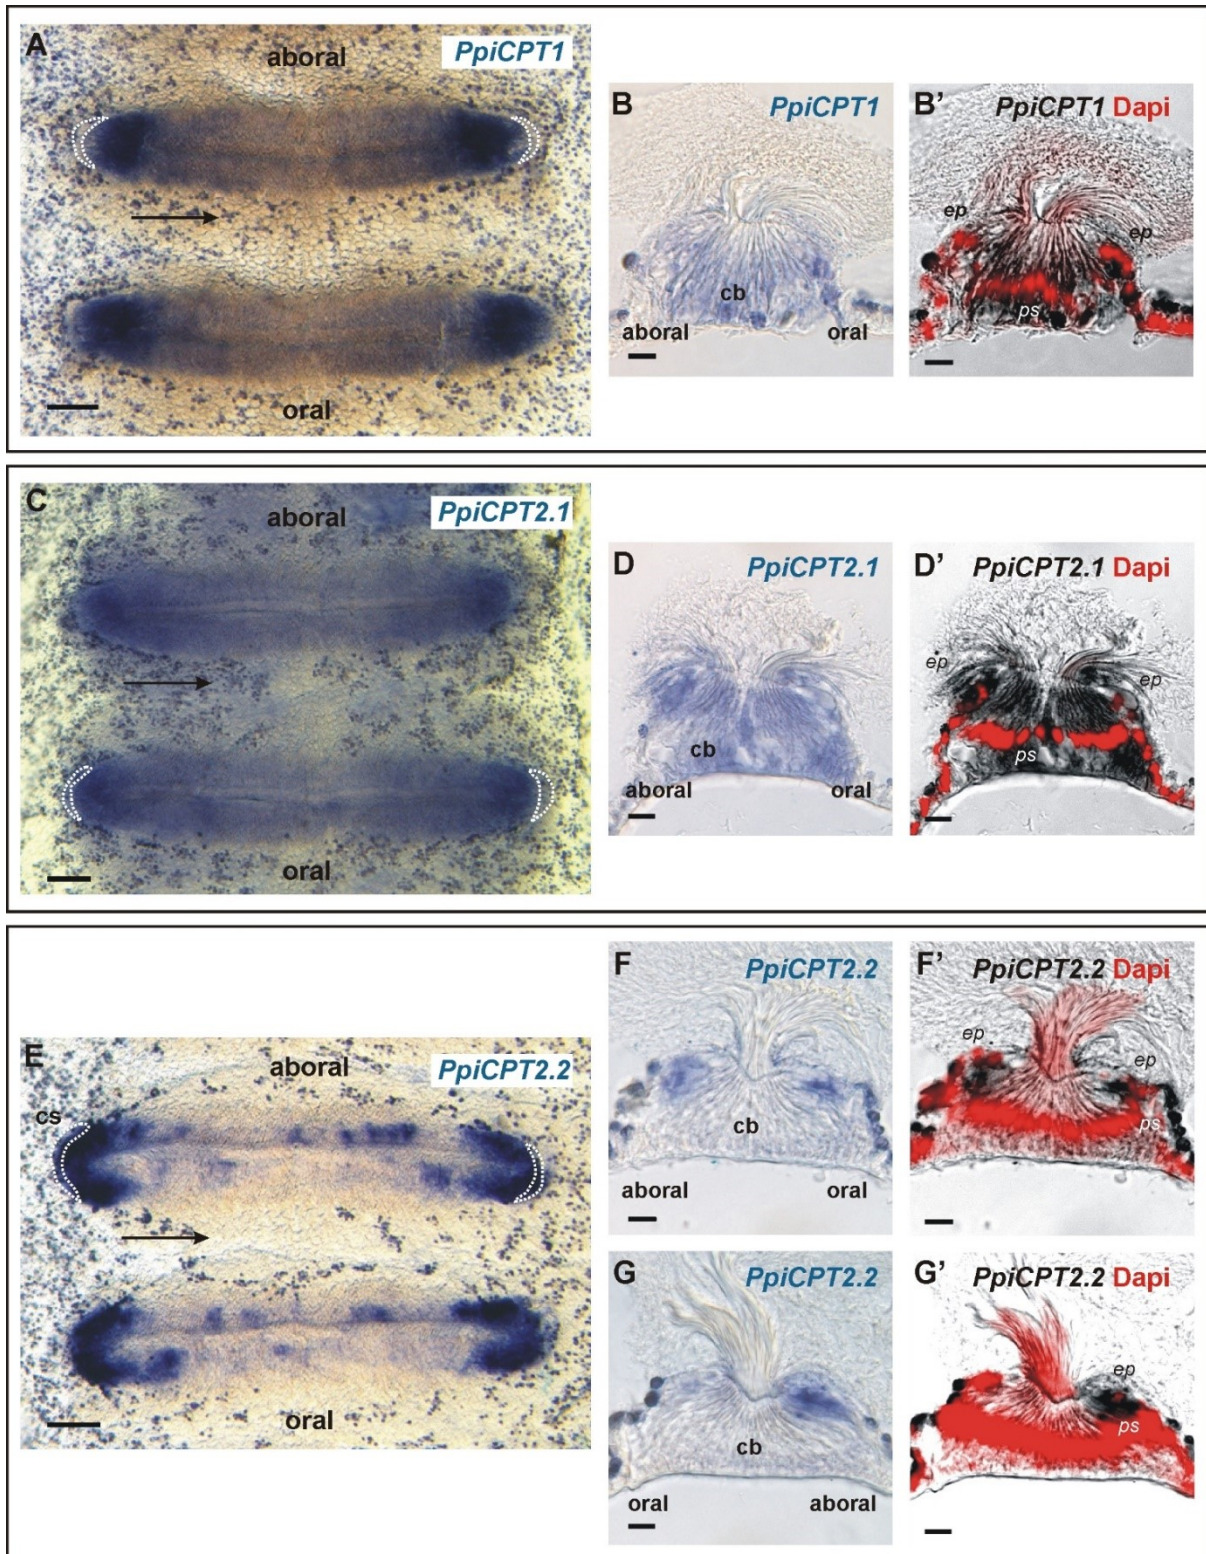 A
aboral
PpiCPT1
oral
B
PpiCPT1
cb
aboral
oral
B’
PpiCPT1 Dapi
ep
ep
ps
C
aboral
PpiCPT2.1
oral
D
PpiCPT2.1
cb
aboral
oral
D’
PpiCPT2.1 Dapi
ep
ep
ps
E
aboral
PpiCPT2.2
cs
oral
F
PpiCPT2.2
cb
aboral
oral
F’
PpiCPT2.2 Dapi
ep
ep
ps
G
PpiCPT2.2
cb
oral
aboral
G’
PpiCPT2.2 Dapi
ep
ps